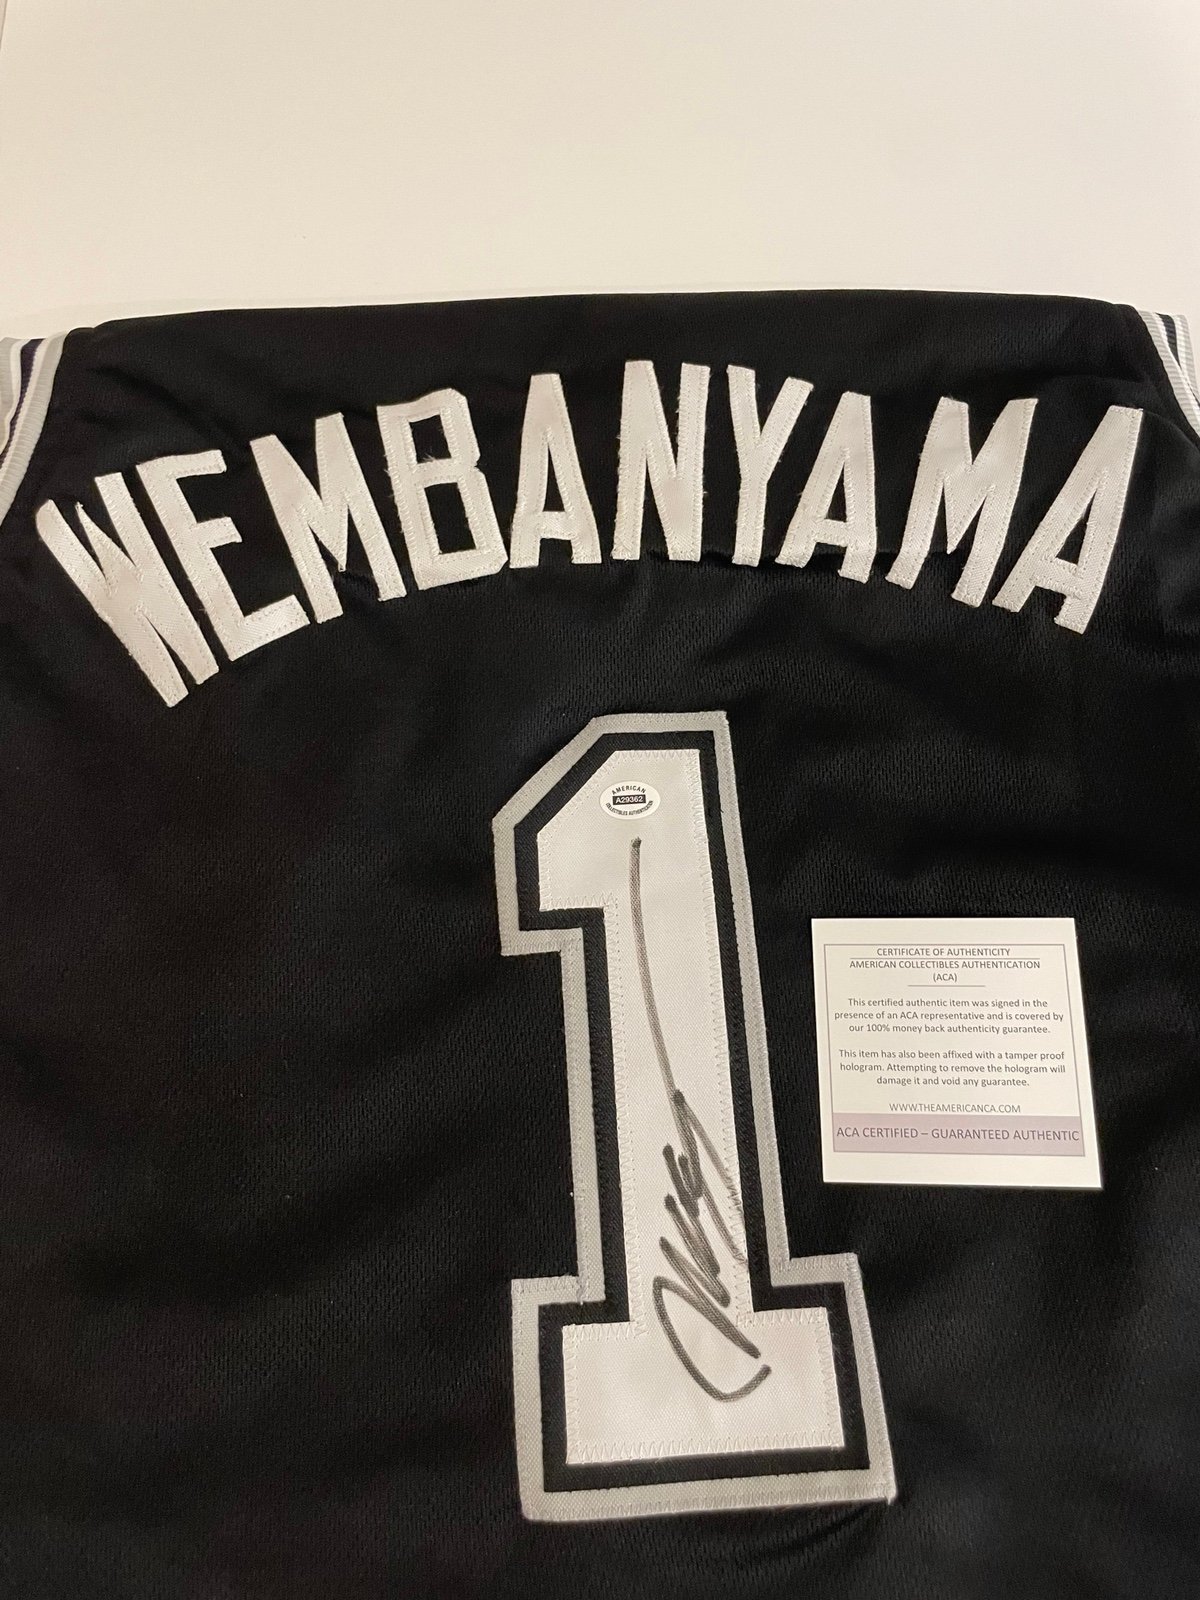 WEMBANYAMA
1
AMERICAN
A29362
COLLECTIBLES AUTHENTICATION
CERTIFICATE OF AUTHENTICITY
AMERICAN COLLECTIBLES AUTHENTICATION
(ACA)
This certified authentic item was signed in the
presence of an ACA representative and is covered by
our 100% money back authenticity guarantee.
This item has also been affixed with a tamper proof
hologram. Attempting to remove the hologram will
damage it and void any guarantee.
WWW.THEAMERICANCA.COM
ACA CERTIFIED – GUARANTEED AUTHENTIC